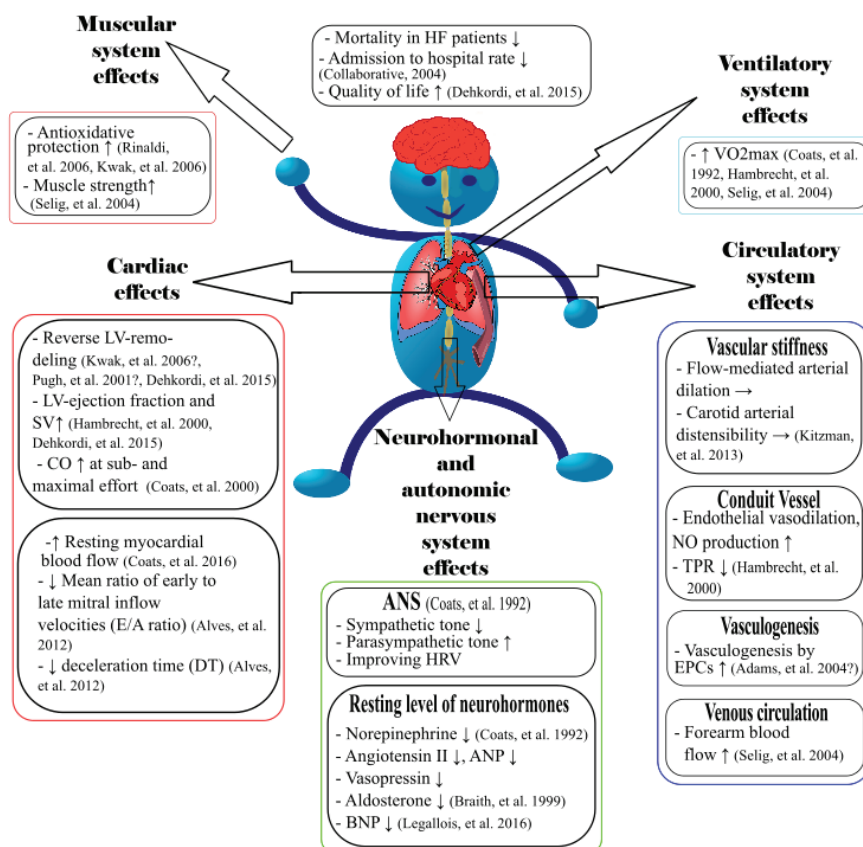 Muscular
system
effects
- Mortality in HF patients ↓
- Admission to hospital rate ↓
(Collaborative, 2004)
- Quality of life ↑ (Dehkordi, et al. 2015)
Ventilatory
system
effects
- Antioxidative
protection ↑ (Rinaldi,
et al. 2006, Kwak, et al. 2006)
- Muscle strength↑
(Selig, et al. 2004)
- ↑ VO2max (Coats, et al.
1992, Hambrecht, et al.
2000, Selig, et al. 2004)
Cardiac
effects
Circulatory
system
effects
- Reverse LV-remo-
deling (Kwak, et al. 2006?,
Pugh, et al. 2001?, Dehkordi, et al. 2015)
- LV-ejection fraction and
SV↑ (Hambrecht, et al. 2000,
Dehkordi, et al. 2015)
- CO ↑ at sub- and
maximal effort (Coats, et al. 2000)
-↑ Resting myocardial
blood flow (Coats, et al. 2016)
- ↓ Mean ratio of early to
late mitral inflow
velocities (E/A ratio) (Alves, et al.
2012)
- ↓ deceleration time (DT) (Alves,
et al. 2012)
Neurohormonal
and
autonomic
nervous
system
effects
ANS (Coats, et al. 1992)
- Sympathetic tone ↓
- Parasympathetic tone ↑
- Improving HRV
Resting level of neurohormones
- Norepinephrine ↓ (Coats, et al. 1992)
- Angiotensin II ↓, ANP ↓
- Vasopressin ↓
- Aldosterone ↓ (Braith, et al. 1999)
- BNP ↓ (Legallois, et al. 2016)
Vascular stiffness
- Flow-mediated arterial
dilation →
- Carotid arterial
distensibility → (Kitzman,
et al. 2013)
Conduit Vessel
- Endothelial vasodilation,
NO production ↑
- TPR ↓ (Hambrecht, et al.
2000)
Vasculogenesis
- Vasculogenesis by
EPCs ↑ (Adams, et al. 2004?)
Venous circulation
- Forearm blood
flow ↑ (Selig, et al. 2004)